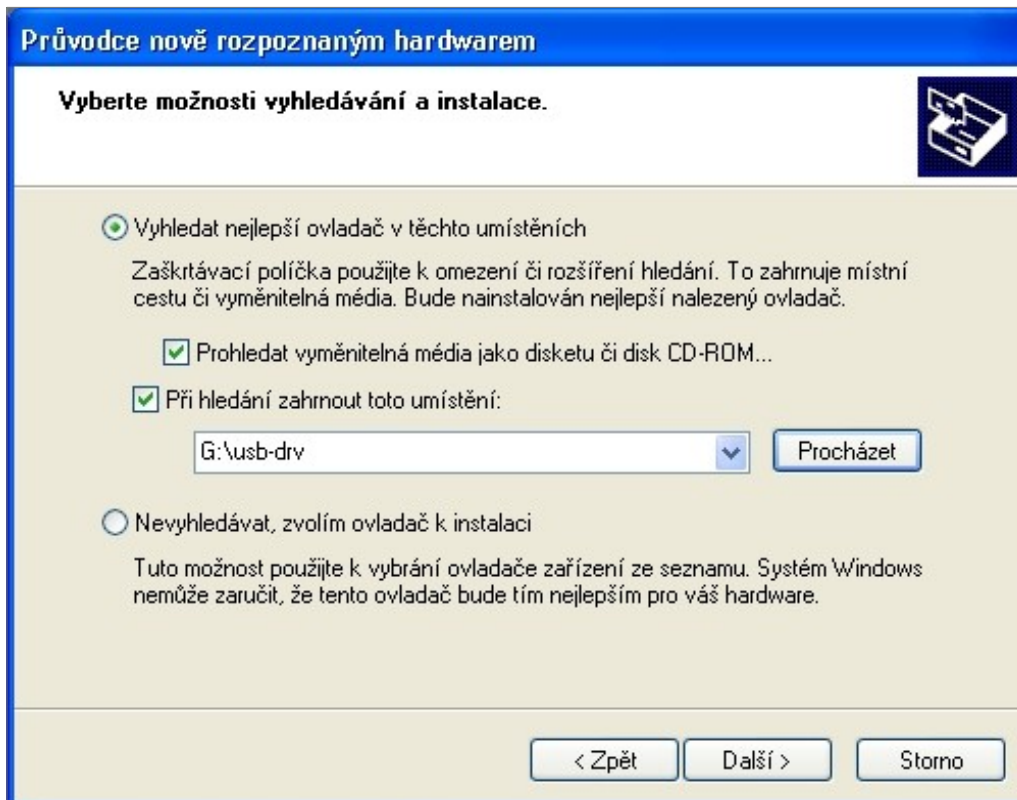 Průvodce nově rozpoznaným hardwarem
Vyberte možnosti vyhledávání a instalace.
Vyhledat nejlepší ovladač v těchto umístěních
Zaškrtávací políčka použijte k omezení či rozšíření hledání. To zahrnuje místní
cestu či vyměnitelná média. Bude nainstalován nejlepší nalezený ovladač.
Prohledat vyměnitelná média jako disketu či disk CD-ROM...
Při hledání zahrnout toto umístění:
G:\usb-drv
Procházet
Nevyhledávat, zvolím ovladač k instalaci
Tuto možnost použijte k vybrání ovladače zařízení ze seznamu. Systém Windows
nemůže zaručit, že tento ovladač bude tím nejlepším pro váš hardware.
< Zpět Další > Storno